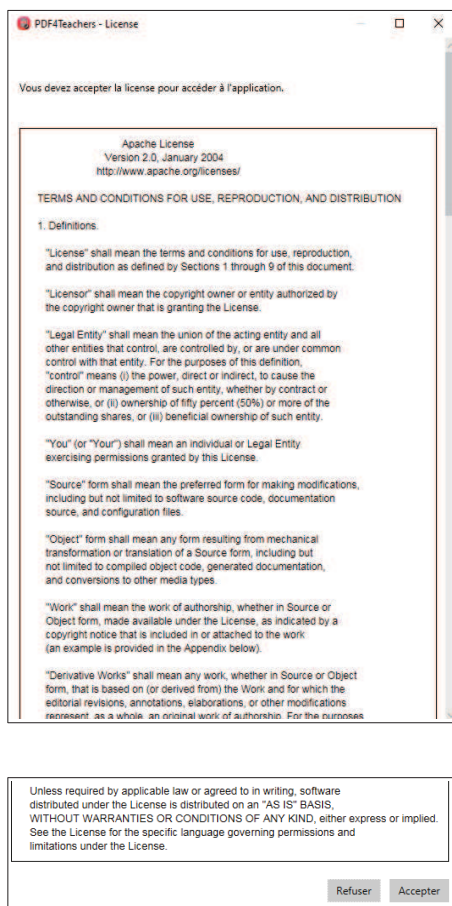 PDF4Teachers - License
Vous devez accepter la license pour accéder à l'application.
Apache License
Version 2.0, January 2004
http://www.apache.org/licenses/
TERMS AND CONDITIONS FOR USE, REPRODUCTION, AND DISTRIBUTION
1. Definitions.
"License" shall mean the terms and conditions for use, reproduction,
and distribution as defined by Sections 1 through 9 of this document.
"Licensor" shall mean the copyright owner or entity authorized by
the copyright owner that is granting the License.
"Legal Entity" shall mean the union of the acting entity and all
other entities that control, are controlled by, or are under common
control with that entity. For the purposes of this definition,
"control" means (i) the power, direct or indirect, to cause the
direction or management of such entity, whether by contract or
otherwise, or (ii) ownership of fifty percent (50%) or more of the
outstanding shares, or (iii) beneficial ownership of such entity.
"You" (or "Your") shall mean an individual or Legal Entity
exercising permissions granted by this License.
"Source" form shall mean the preferred form for making modifications,
including but not limited to software source code, documentation
source, and configuration files.
"Object" form shall mean any form resulting from mechanical
transformation or translation of a Source form, including but
not limited to compiled object code, generated documentation,
and conversions to other media types.
"Work" shall mean the work of authorship, whether in Source or
Object form, made available under the License, as indicated by a
copyright notice that is included in or attached to the work
(an example is provided in the Appendix below).
"Derivative Works" shall mean any work, whether in Source or Object
form, that is based on (or derived from) the Work and for which the
editorial revisions, annotations, elaborations, or other modifications
represent, as a whole, an original work of authorship. For the purposes
Unless required by applicable law or agreed to in writing, software
distributed under the License is distributed on an "AS IS" BASIS,
WITHOUT WARRANTIES OR CONDITIONS OF ANY KIND, either express or implied.
See the License for the specific language governing permissions and
limitations under the License.
Refuser Accepter